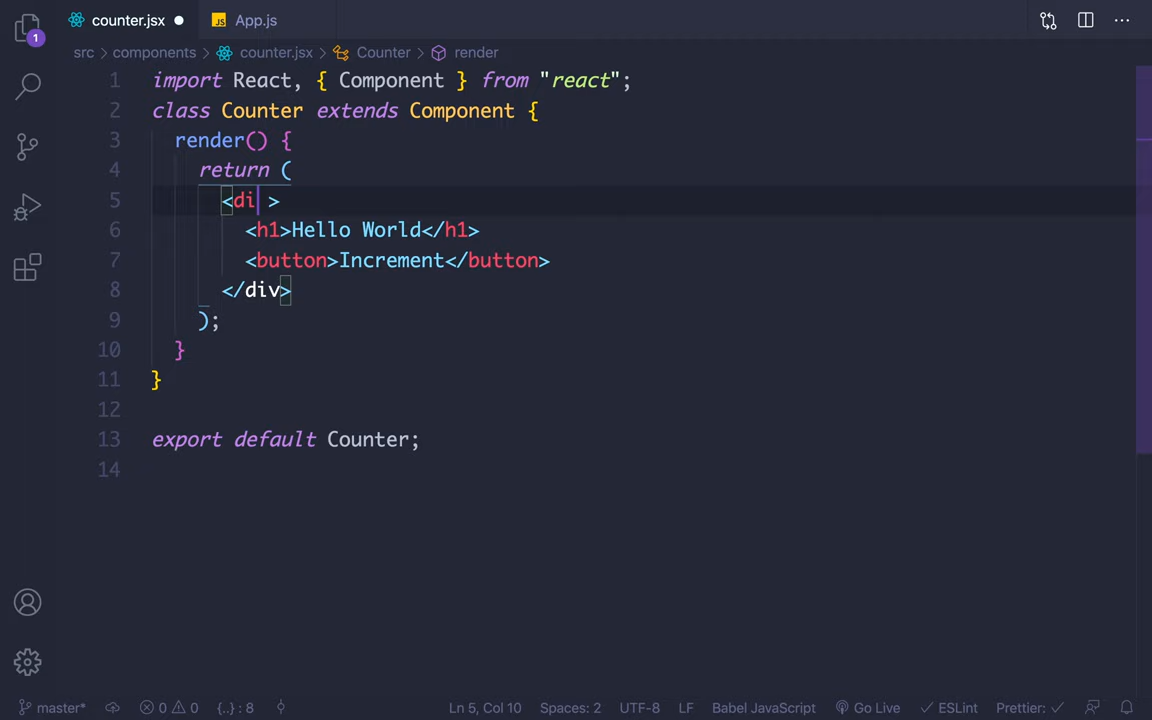 counter.jsx
JS App.js
1
src > components > counter.jsx > Counter > render
1 import React, { Component } from "react";
2 class Counter extends Component {
3 render() {
4 return (
5 <di >
6 <h1>Hello World</h1>
7 <button>Increment</button>
8 </div>
9 );
10 }
11 }
12
13 export default Counter;
14
master* 0 0 {..} : 8 Ln 5, Col 10 Spaces: 2 UTF-8 LF Babel JavaScript Go Live ESLint Prettier: ✓